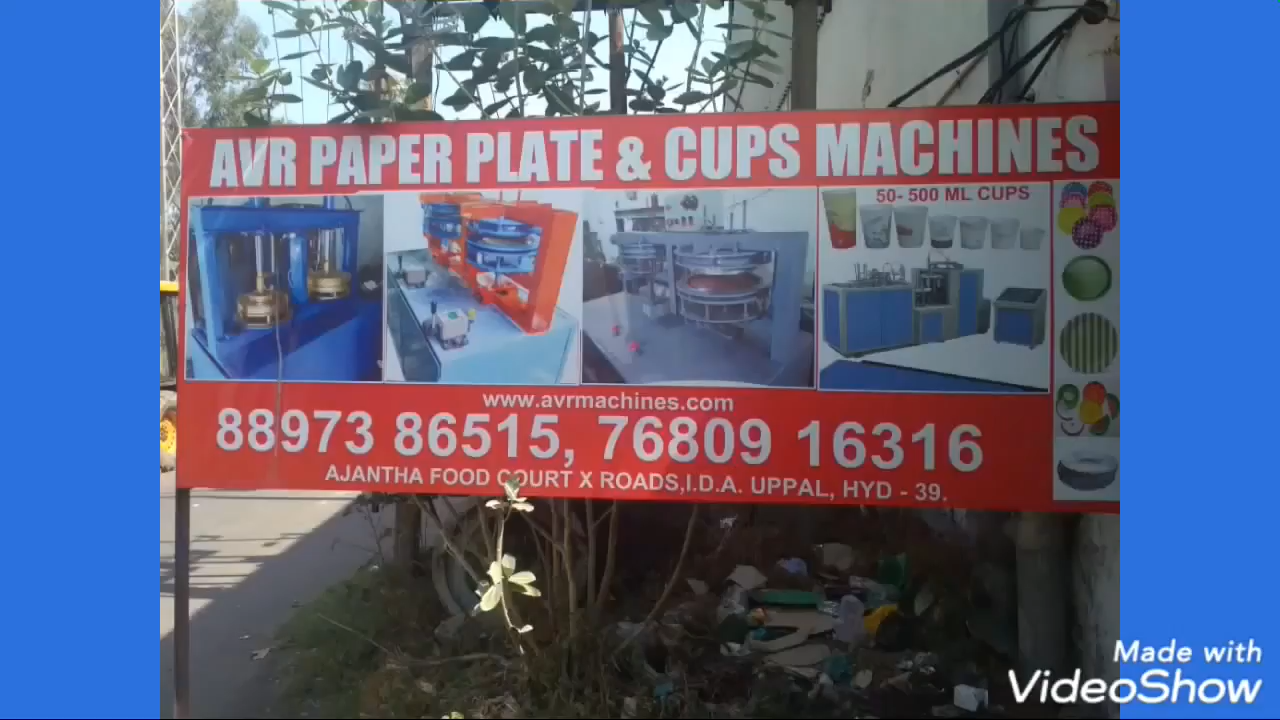 AVR PAPER PLATE & CUPS MACHINES
50- 500 ML CUPS
www.avrmachines.com
88973 86515, 76809 16316
AJANTHA FOOD COURT X ROADS,I.D.A. UPPAL, HYD - 39.
Made with
VideoShow